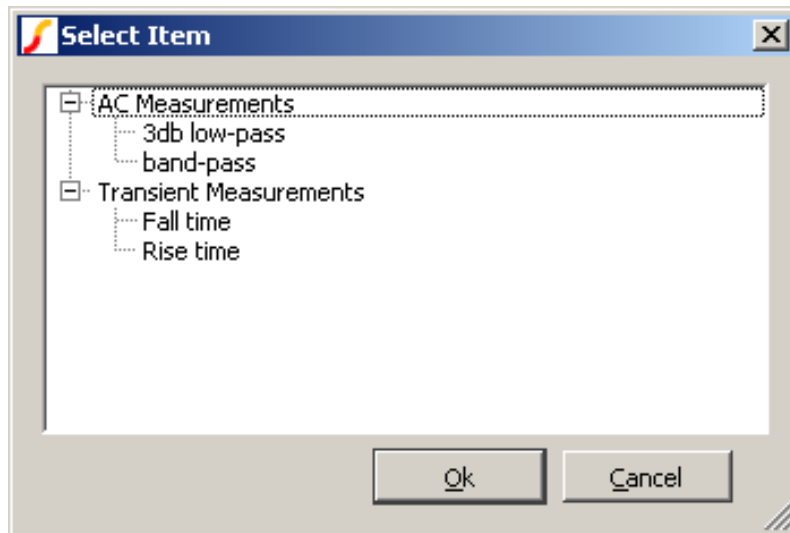 Select Item
AC Measurements
3db low-pass
band-pass
Transient Measurements
Fall time
Rise time
Ok Cancel